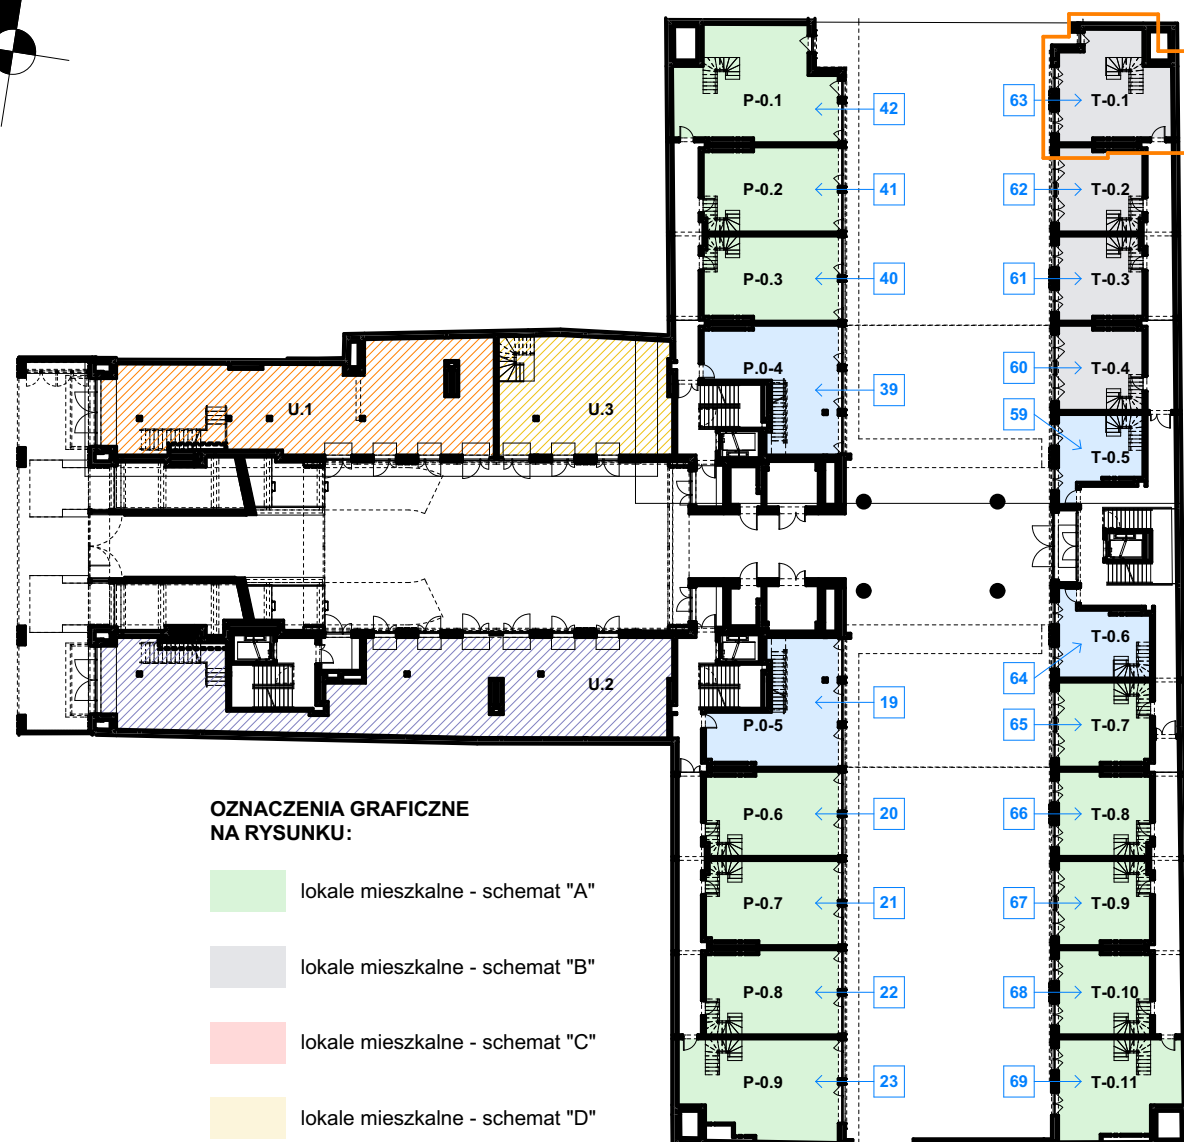 P-0.1
42
63
T-0.1
P-0.2
41
62
T-0.2
P-0.3
40
61
T-0.3
P.0-4
39
60
T-0.4
59
T-0.5
U.1
U.3
U.2
T-0.6
64
P.0-5
19
65
T-0.7
P-0.6
20
66
T-0.8
P-0.7
21
67
T-0.9
P-0.8
22
68
T-0.10
P-0.9
23
69
T-0.11
OZNACZENIA GRAFICZNE
NA RYSUNKU:
lokale mieszkalne - schemat "A"
lokale mieszkalne - schemat "B"
lokale mieszkalne - schemat "C"
lokale mieszkalne - schemat "D"